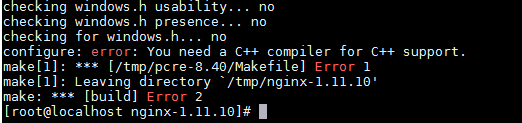 checking windows.h usability... no
checking windows.h presence... no
checking for windows.h... no
configure: error: You need a C++ compiler for C++ support.
make[1]: *** [/tmp/pcre-8.40/Makefile] Error 1
make[1]: Leaving directory `/tmp/nginx-1.11.10'
make: *** [build] Error 2
[root@localhost nginx-1.11.10]#